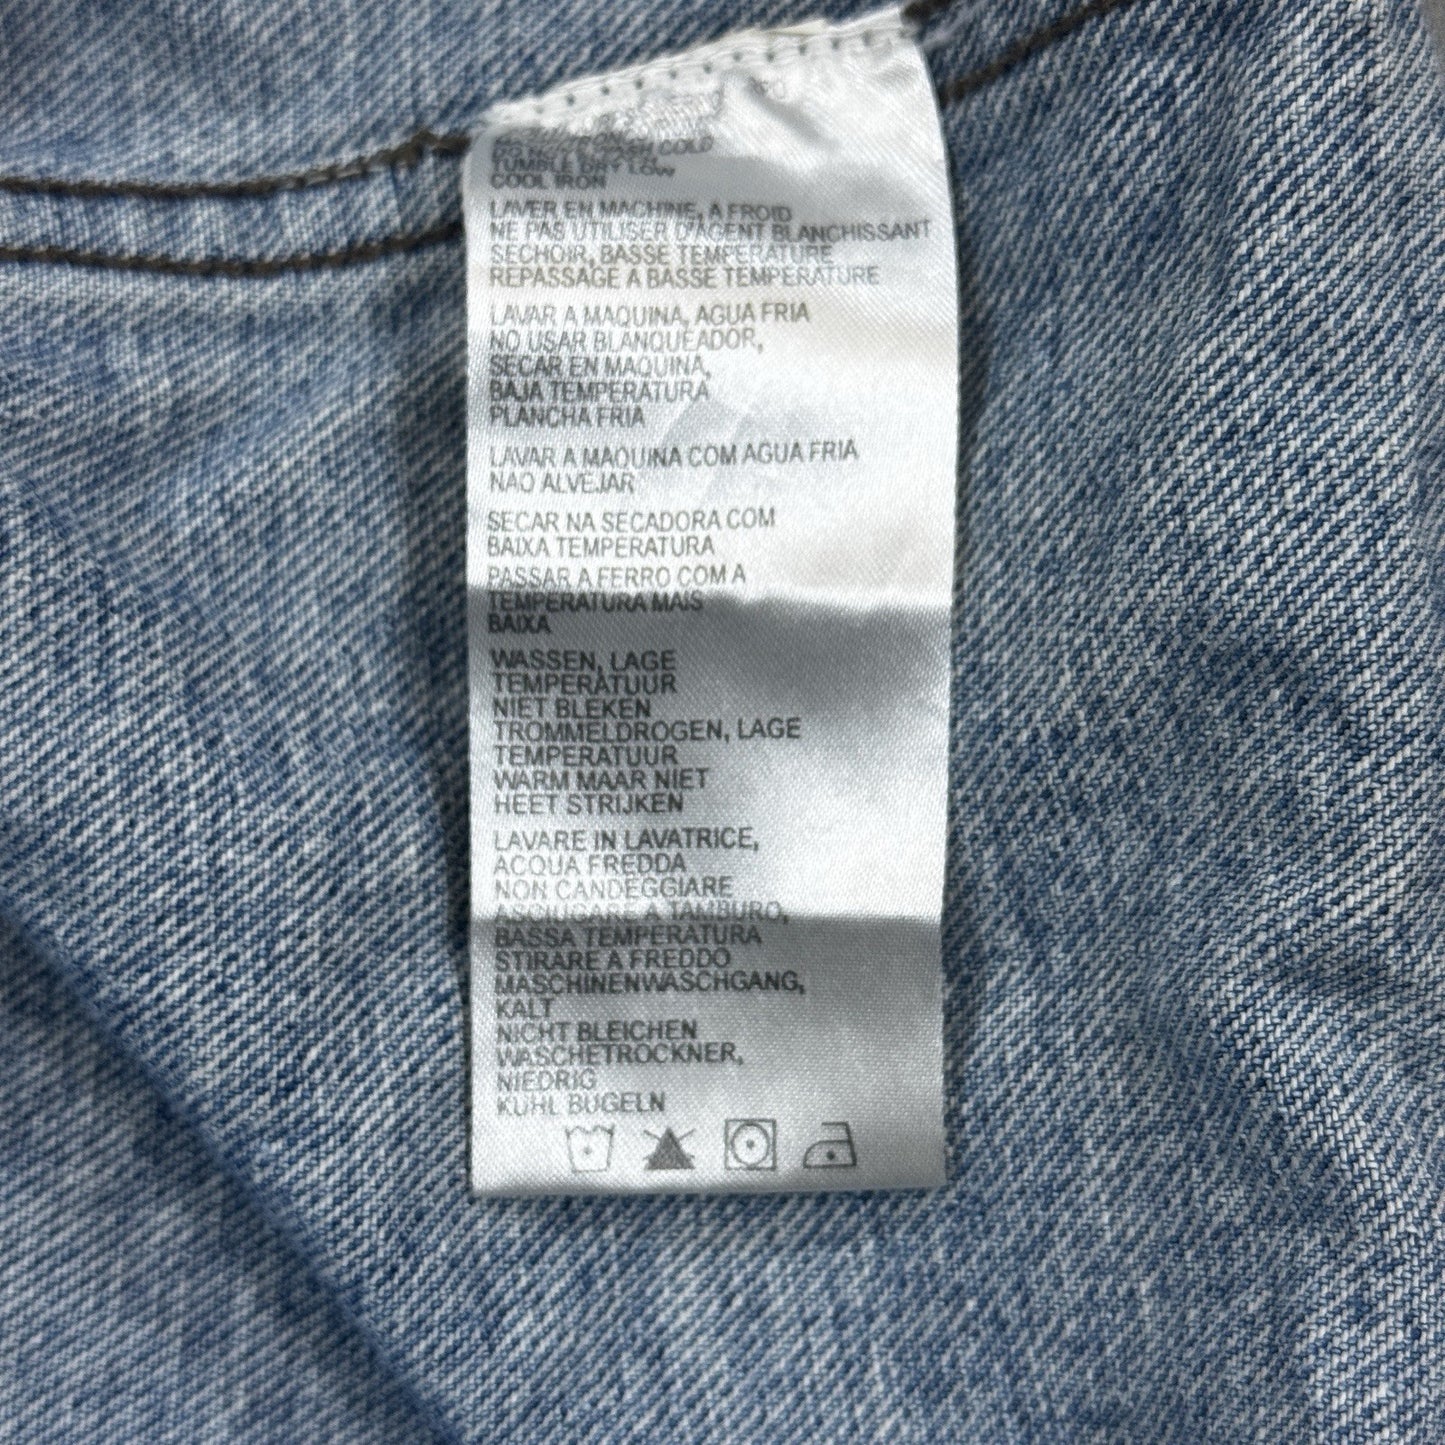 COLD
TUMBLE DRY LOW
COOL IRON
LAVER EN MACHINE, A FROID
NE PAS UTILISER D'AGENT BLANCHISSANT
SECHOIR, BASSE TEMPERATURE
REPASSAGE A BASSE TEMPERATURE
LAVAR A MAQUINA, AGUA FRIA
NO USAR BLANQUEADOR,
SECAR EN MAQUINA,
BAJA TEMPERATURA
PLANCHA FRIA
LAVAR A MAQUINA COM AGUA FRIA
NAO ALVEJAR
SECAR NA SECADORA COM
BAIXA TEMPERATURA
PASSAR A FERRO COM A
TEMPERATURA MAIS
BAIXA
WASSEN, LAGE
TEMPERATUUR
NIET BLEKEN
TROMMELDROGEN, LAGE
TEMPERATUUR
WARM MAAR NIET
HEET STRIJKEN
LAVARE IN LAVATRICE,
ACQUA FREDDA
NON CANDEGGIARE
ASCIUGARE A TAMBURO,
BASSA TEMPERATURA
STIRARE A FREDDO
MASCHINENWASCHGANG,
KALT
NICHT BLEICHEN
WASCHETROCKNER,
NIEDRIG
KUHL BUGELN